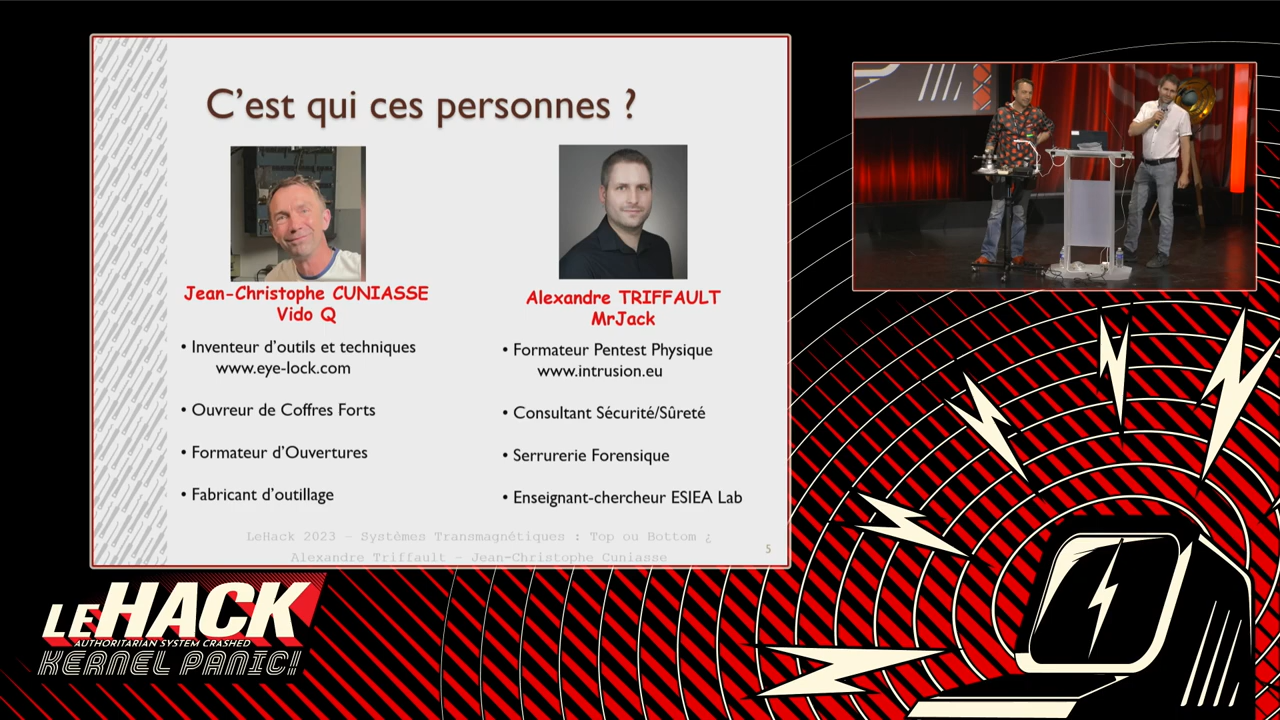 C'est qui ces personnes ?
Jean-Christophe CUNIASSE
Vido Q
• Inventeur d'outils et techniques
www.eye-lock.com
• Ouvreur de Coffres Forts
• Formateur d'Ouvertures
• Fabricant d'outillage
Alexandre TRIFFAULT
MrJack
• Formateur Pentest Physique
www.intrusion.eu
• Consultant Sécurité/Sûreté
• Serrurerie Forensique
• Enseignant-chercheur ESIEA Lab
LeHack 2023 – Systèmes Transmagnétiques : Top ou Bottom ¿
Alexandre Triffault – Jean-Christophe Cuniasse
5
LEHACK
AUTHORITARIAN SYSTEM CRASHED
KERNEL PANIC!